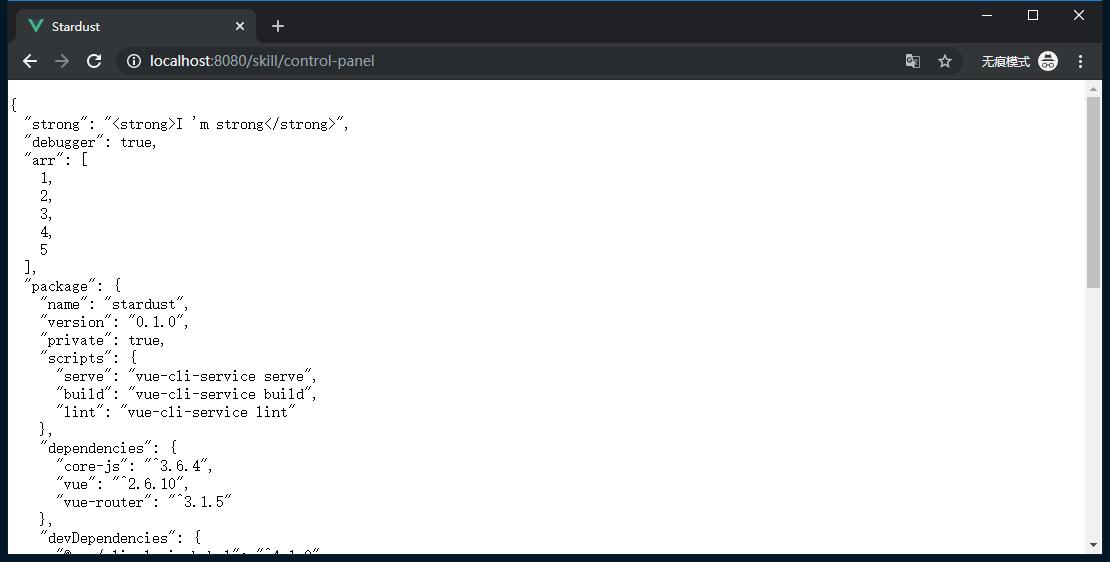 Stardust
localhost:8080/skill/control-panel
无痕模式
{
"strong": "<strong>I 'm strong</strong>",
"debugger": true,
"arr": [
1,
2,
3,
4,
5
],
"package": {
"name": "stardust",
"version": "0.1.0",
"private": true,
"scripts": {
"serve": "vue-cli-service serve",
"build": "vue-cli-service build",
"lint": "vue-cli-service lint"
},
"dependencies": {
"core-js": "^3.6.4",
"vue": "^2.6.10",
"vue-router": "^3.1.5"
},
"devDependencies": {